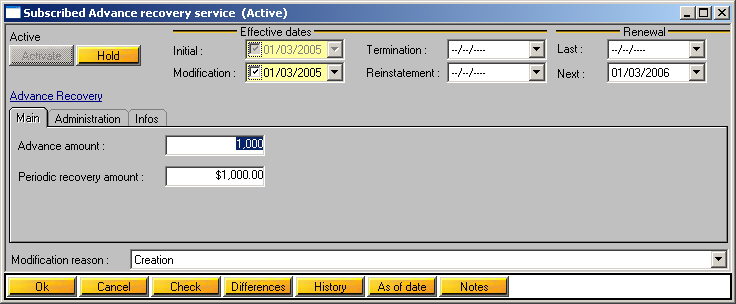 Subscribed Advance recovery service (Active)
Active
Activate Hold
Effective dates
Initial : 01/03/2005 Termination : --/--/----
Modification : 01/03/2005 Reinstatement : --/--/----
Renewal
Last : --/--/----
Next : 01/03/2006
Advance Recovery
Main Administration Infos
Advance amount : 1,000
Periodic recovery amount : $1,000.00
Modification reason : Creation
Ok Cancel Check Differences History As of date Notes